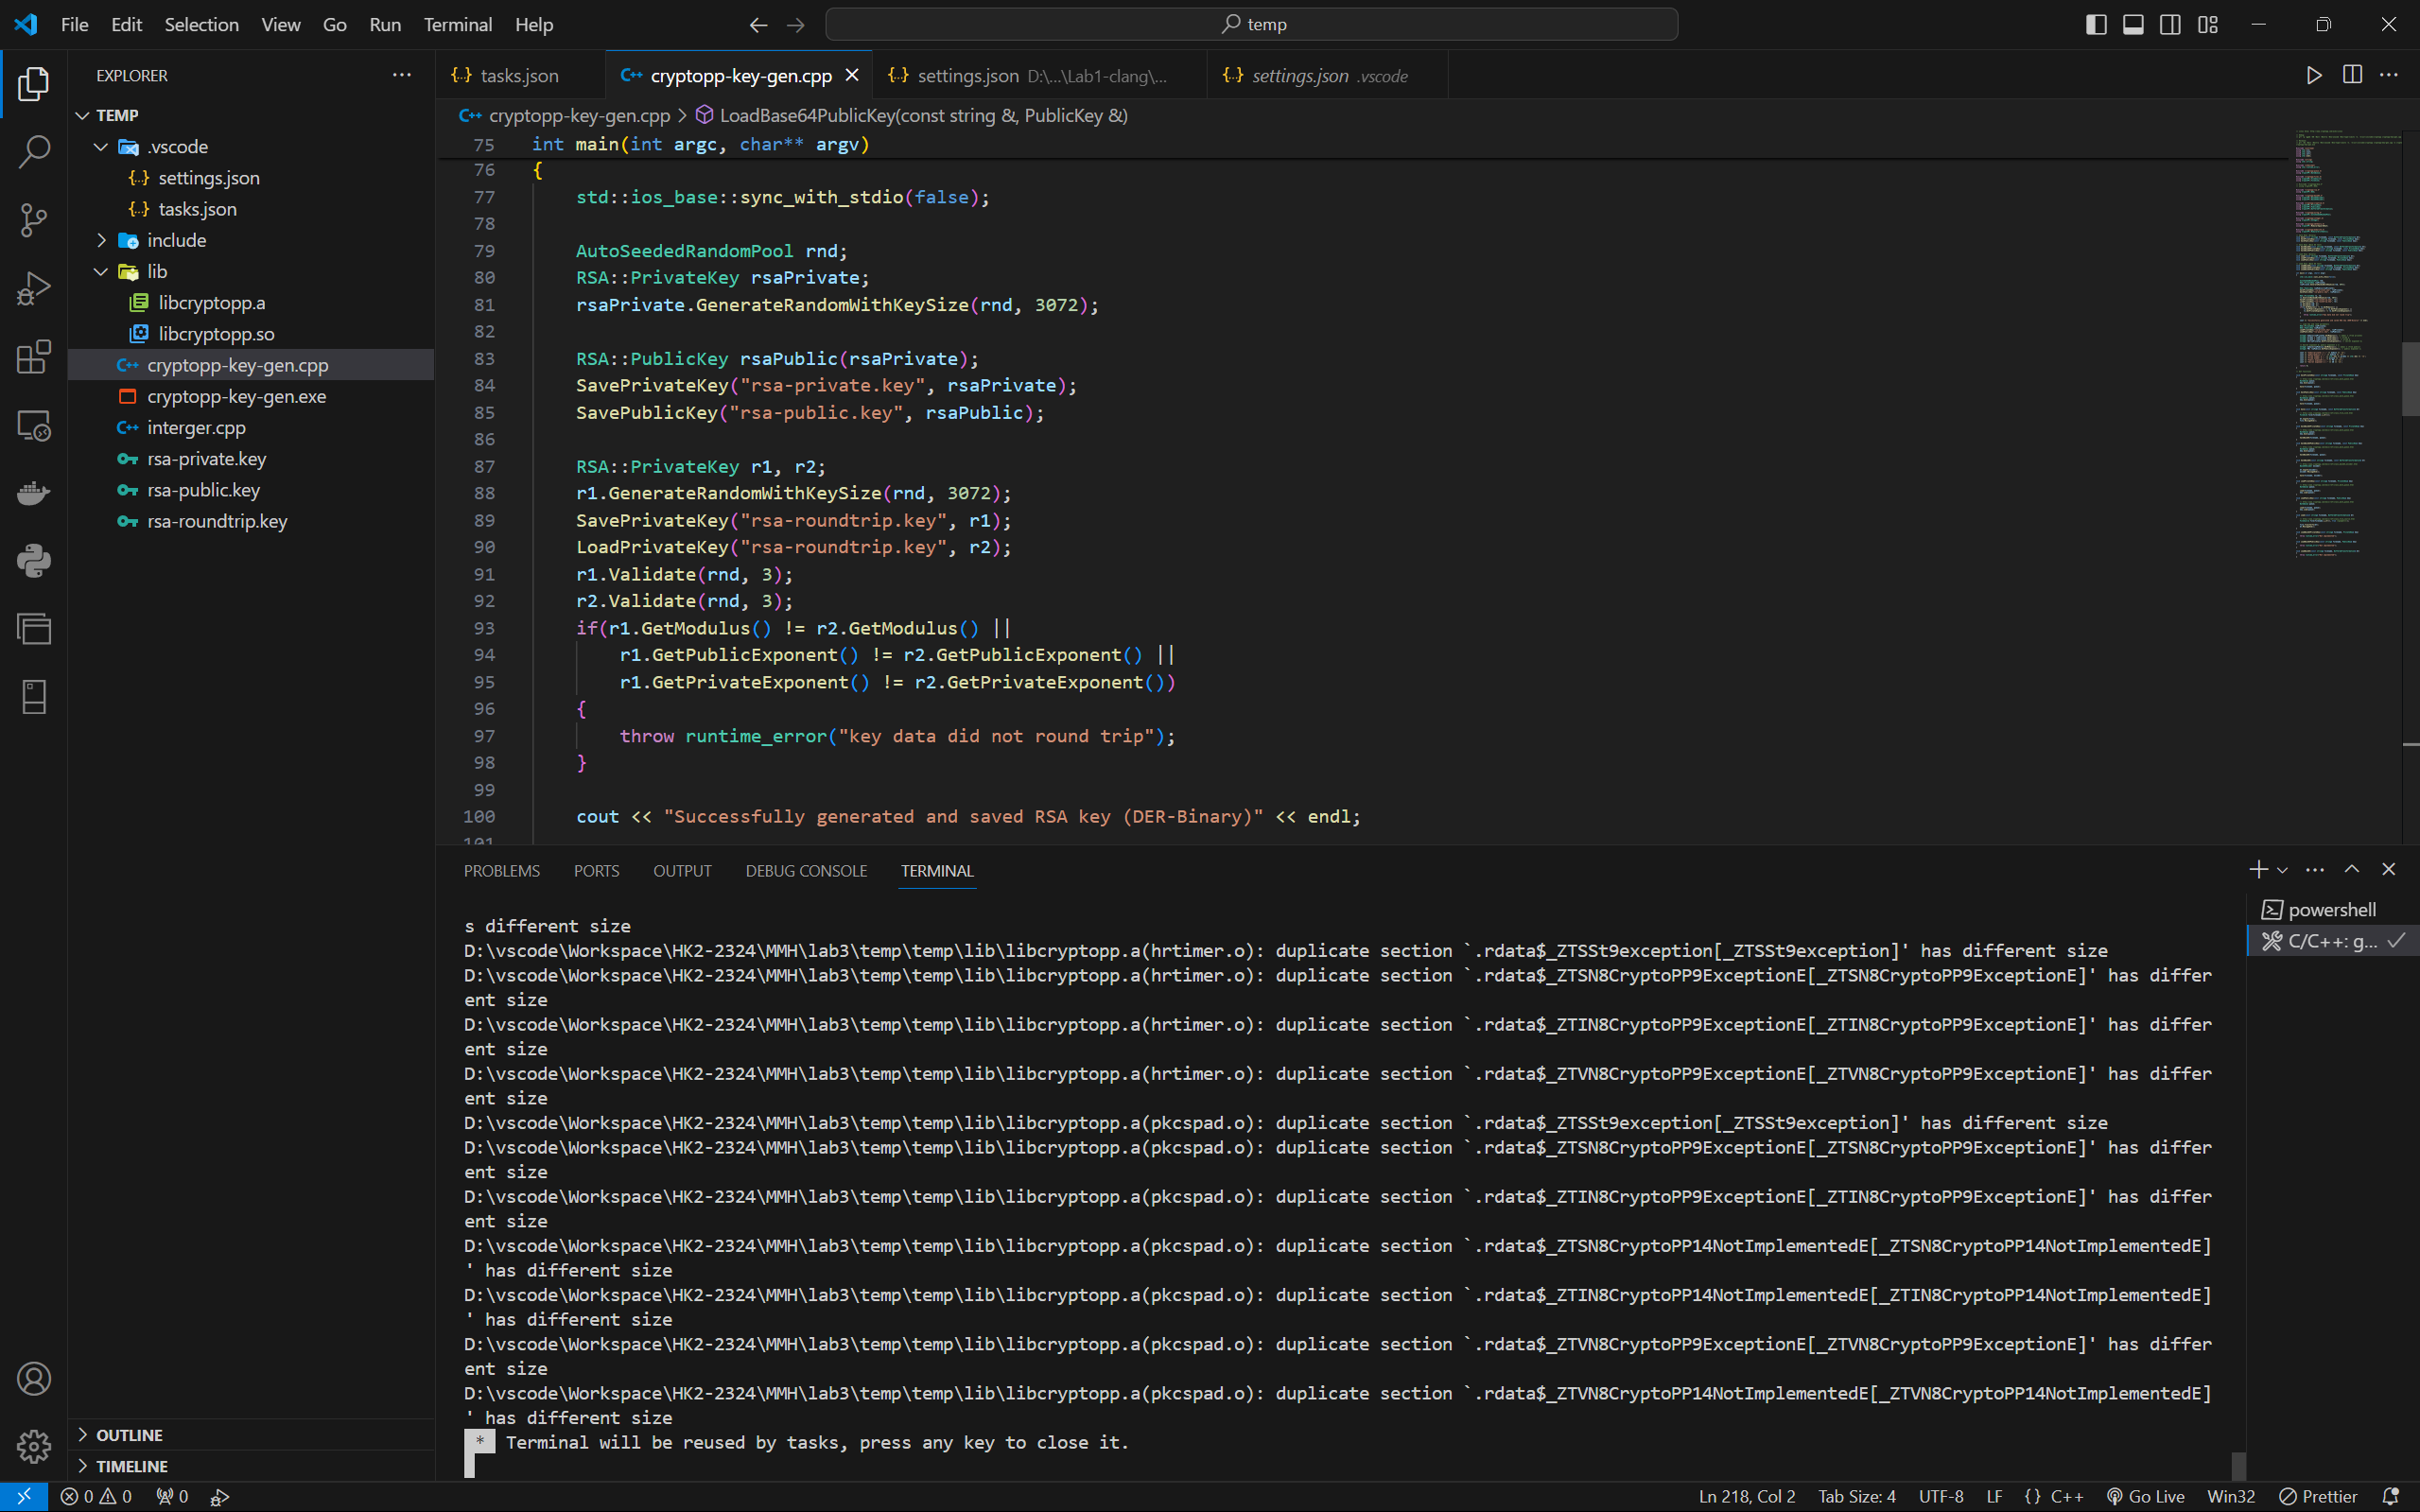 File Edit Selection View Go Run Terminal Help
temp
EXPLORER
TEMP
.vscode
settings.json
tasks.json
include
lib
libcryptopp.a
libcryptopp.so
cryptopp-key-gen.cpp
cryptopp-key-gen.exe
interger.cpp
rsa-private.key
rsa-public.key
rsa-roundtrip.key
OUTLINE
TIMELINE
tasks.json cryptopp-key-gen.cpp settings.json D:\...\Lab1-clang\... settings.json .vscode
cryptopp-key-gen.cpp > LoadBase64PublicKey(const string &, PublicKey &)
75 int main(int argc, char** argv)
76 {
77 std::ios_base::sync_with_stdio(false);
78
79 AutoSeededRandomPool rnd;
80 RSA::PrivateKey rsaPrivate;
81 rsaPrivate.GenerateRandomWithKeySize(rnd, 3072);
82
83 RSA::PublicKey rsaPublic(rsaPrivate);
84 SavePrivateKey("rsa-private.key", rsaPrivate);
85 SavePublicKey("rsa-public.key", rsaPublic);
86
87 RSA::PrivateKey r1, r2;
88 r1.GenerateRandomWithKeySize(rnd, 3072);
89 SavePrivateKey("rsa-roundtrip.key", r1);
90 LoadPrivateKey("rsa-roundtrip.key", r2);
91 r1.Validate(rnd, 3);
92 r2.Validate(rnd, 3);
93 if(r1.GetModulus() != r2.GetModulus() ||
94 r1.GetPublicExponent() != r2.GetPublicExponent() ||
95 r1.GetPrivateExponent() != r2.GetPrivateExponent())
96 {
97 throw runtime_error("key data did not round trip");
98 }
99
100 cout << "Successfully generated and saved RSA key (DER-Binary)" << endl;
101
PROBLEMS PORTS OUTPUT DEBUG CONSOLE TERMINAL
powershell
C/C++: g...
s different size
D:\vscode\Workspace\HK2-2324\MMH\lab3\temp\temp\lib\libcryptopp.a(hrtimer.o): duplicate section `.rdata$_ZTSSt9exception[_ZTSSt9exception]' has different size
D:\vscode\Workspace\HK2-2324\MMH\lab3\temp\temp\lib\libcryptopp.a(hrtimer.o): duplicate section `.rdata$_ZTSN8CryptoPP9ExceptionE[_ZTSN8CryptoPP9ExceptionE]' has differ
ent size
D:\vscode\Workspace\HK2-2324\MMH\lab3\temp\temp\lib\libcryptopp.a(hrtimer.o): duplicate section `.rdata$_ZTIN8CryptoPP9ExceptionE[_ZTIN8CryptoPP9ExceptionE]' has differ
ent size
D:\vscode\Workspace\HK2-2324\MMH\lab3\temp\temp\lib\libcryptopp.a(hrtimer.o): duplicate section `.rdata$_ZTVN8CryptoPP9ExceptionE[_ZTVN8CryptoPP9ExceptionE]' has differ
ent size
D:\vscode\Workspace\HK2-2324\MMH\lab3\temp\temp\lib\libcryptopp.a(pkcspad.o): duplicate section `.rdata$_ZTSSt9exception[_ZTSSt9exception]' has different size
D:\vscode\Workspace\HK2-2324\MMH\lab3\temp\temp\lib\libcryptopp.a(pkcspad.o): duplicate section `.rdata$_ZTSN8CryptoPP9ExceptionE[_ZTSN8CryptoPP9ExceptionE]' has differ
ent size
D:\vscode\Workspace\HK2-2324\MMH\lab3\temp\temp\lib\libcryptopp.a(pkcspad.o): duplicate section `.rdata$_ZTIN8CryptoPP9ExceptionE[_ZTIN8CryptoPP9ExceptionE]' has differ
ent size
D:\vscode\Workspace\HK2-2324\MMH\lab3\temp\temp\lib\libcryptopp.a(pkcspad.o): duplicate section `.rdata$_ZTSN8CryptoPP14NotImplementedE[_ZTSN8CryptoPP14NotImplementedE]
' has different size
D:\vscode\Workspace\HK2-2324\MMH\lab3\temp\temp\lib\libcryptopp.a(pkcspad.o): duplicate section `.rdata$_ZTIN8CryptoPP14NotImplementedE[_ZTIN8CryptoPP14NotImplementedE]
' has different size
D:\vscode\Workspace\HK2-2324\MMH\lab3\temp\temp\lib\libcryptopp.a(pkcspad.o): duplicate section `.rdata$_ZTVN8CryptoPP9ExceptionE[_ZTVN8CryptoPP9ExceptionE]' has differ
ent size
D:\vscode\Workspace\HK2-2324\MMH\lab3\temp\temp\lib\libcryptopp.a(pkcspad.o): duplicate section `.rdata$_ZTVN8CryptoPP14NotImplementedE[_ZTVN8CryptoPP14NotImplementedE]
' has different size
* Terminal will be reused by tasks, press any key to close it.
0 0 0 Ln 218, Col 2 Tab Size: 4 UTF-8 LF {} C++ Go Live Win32 Prettier